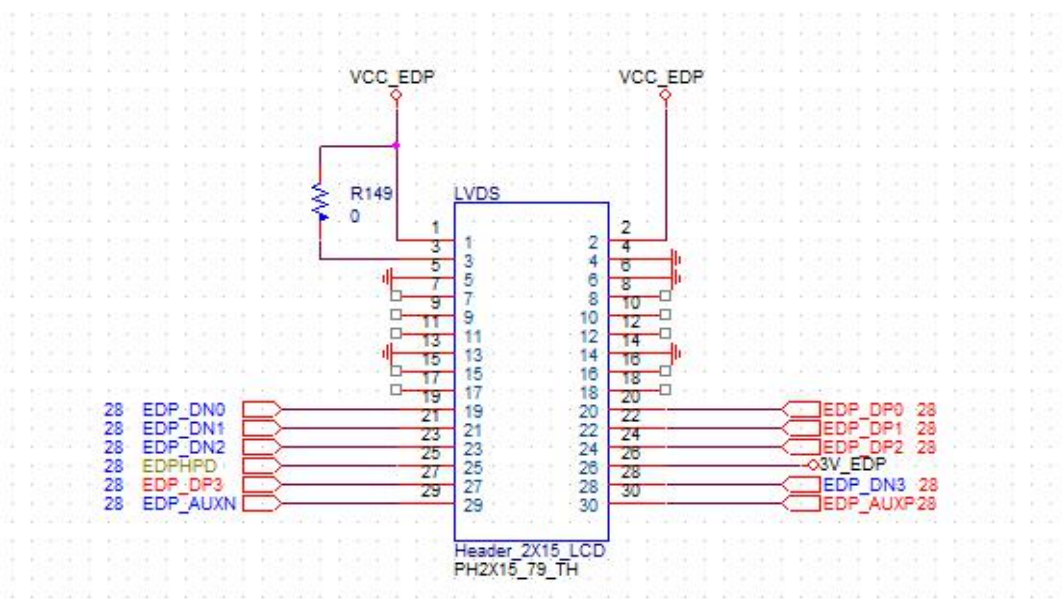 VCC_EDP VCC_EDP
R149
0
LVDS
1 1 2 2
3 3 4 4
5 5 6 6
7 7 8 8
9 9 10 10
11 11 12 12
13 13 14 14
15 15 16 16
17 17 18 18
28 EDP_DN0 19 19 20 20 EDP_DP0 28
28 EDP_DN1 21 21 22 22 EDP_DP1 28
28 EDP_DN2 23 23 24 24 EDP_DP2 28
28 EDPHPD 25 25 26 26 3V_EDP
28 EDP_DP3 27 27 28 28 EDP_DN3 28
28 EDP_AUXN 29 29 30 30 EDP_AUXP 28
Header_2X15_LCD
PH2X15_79_TH